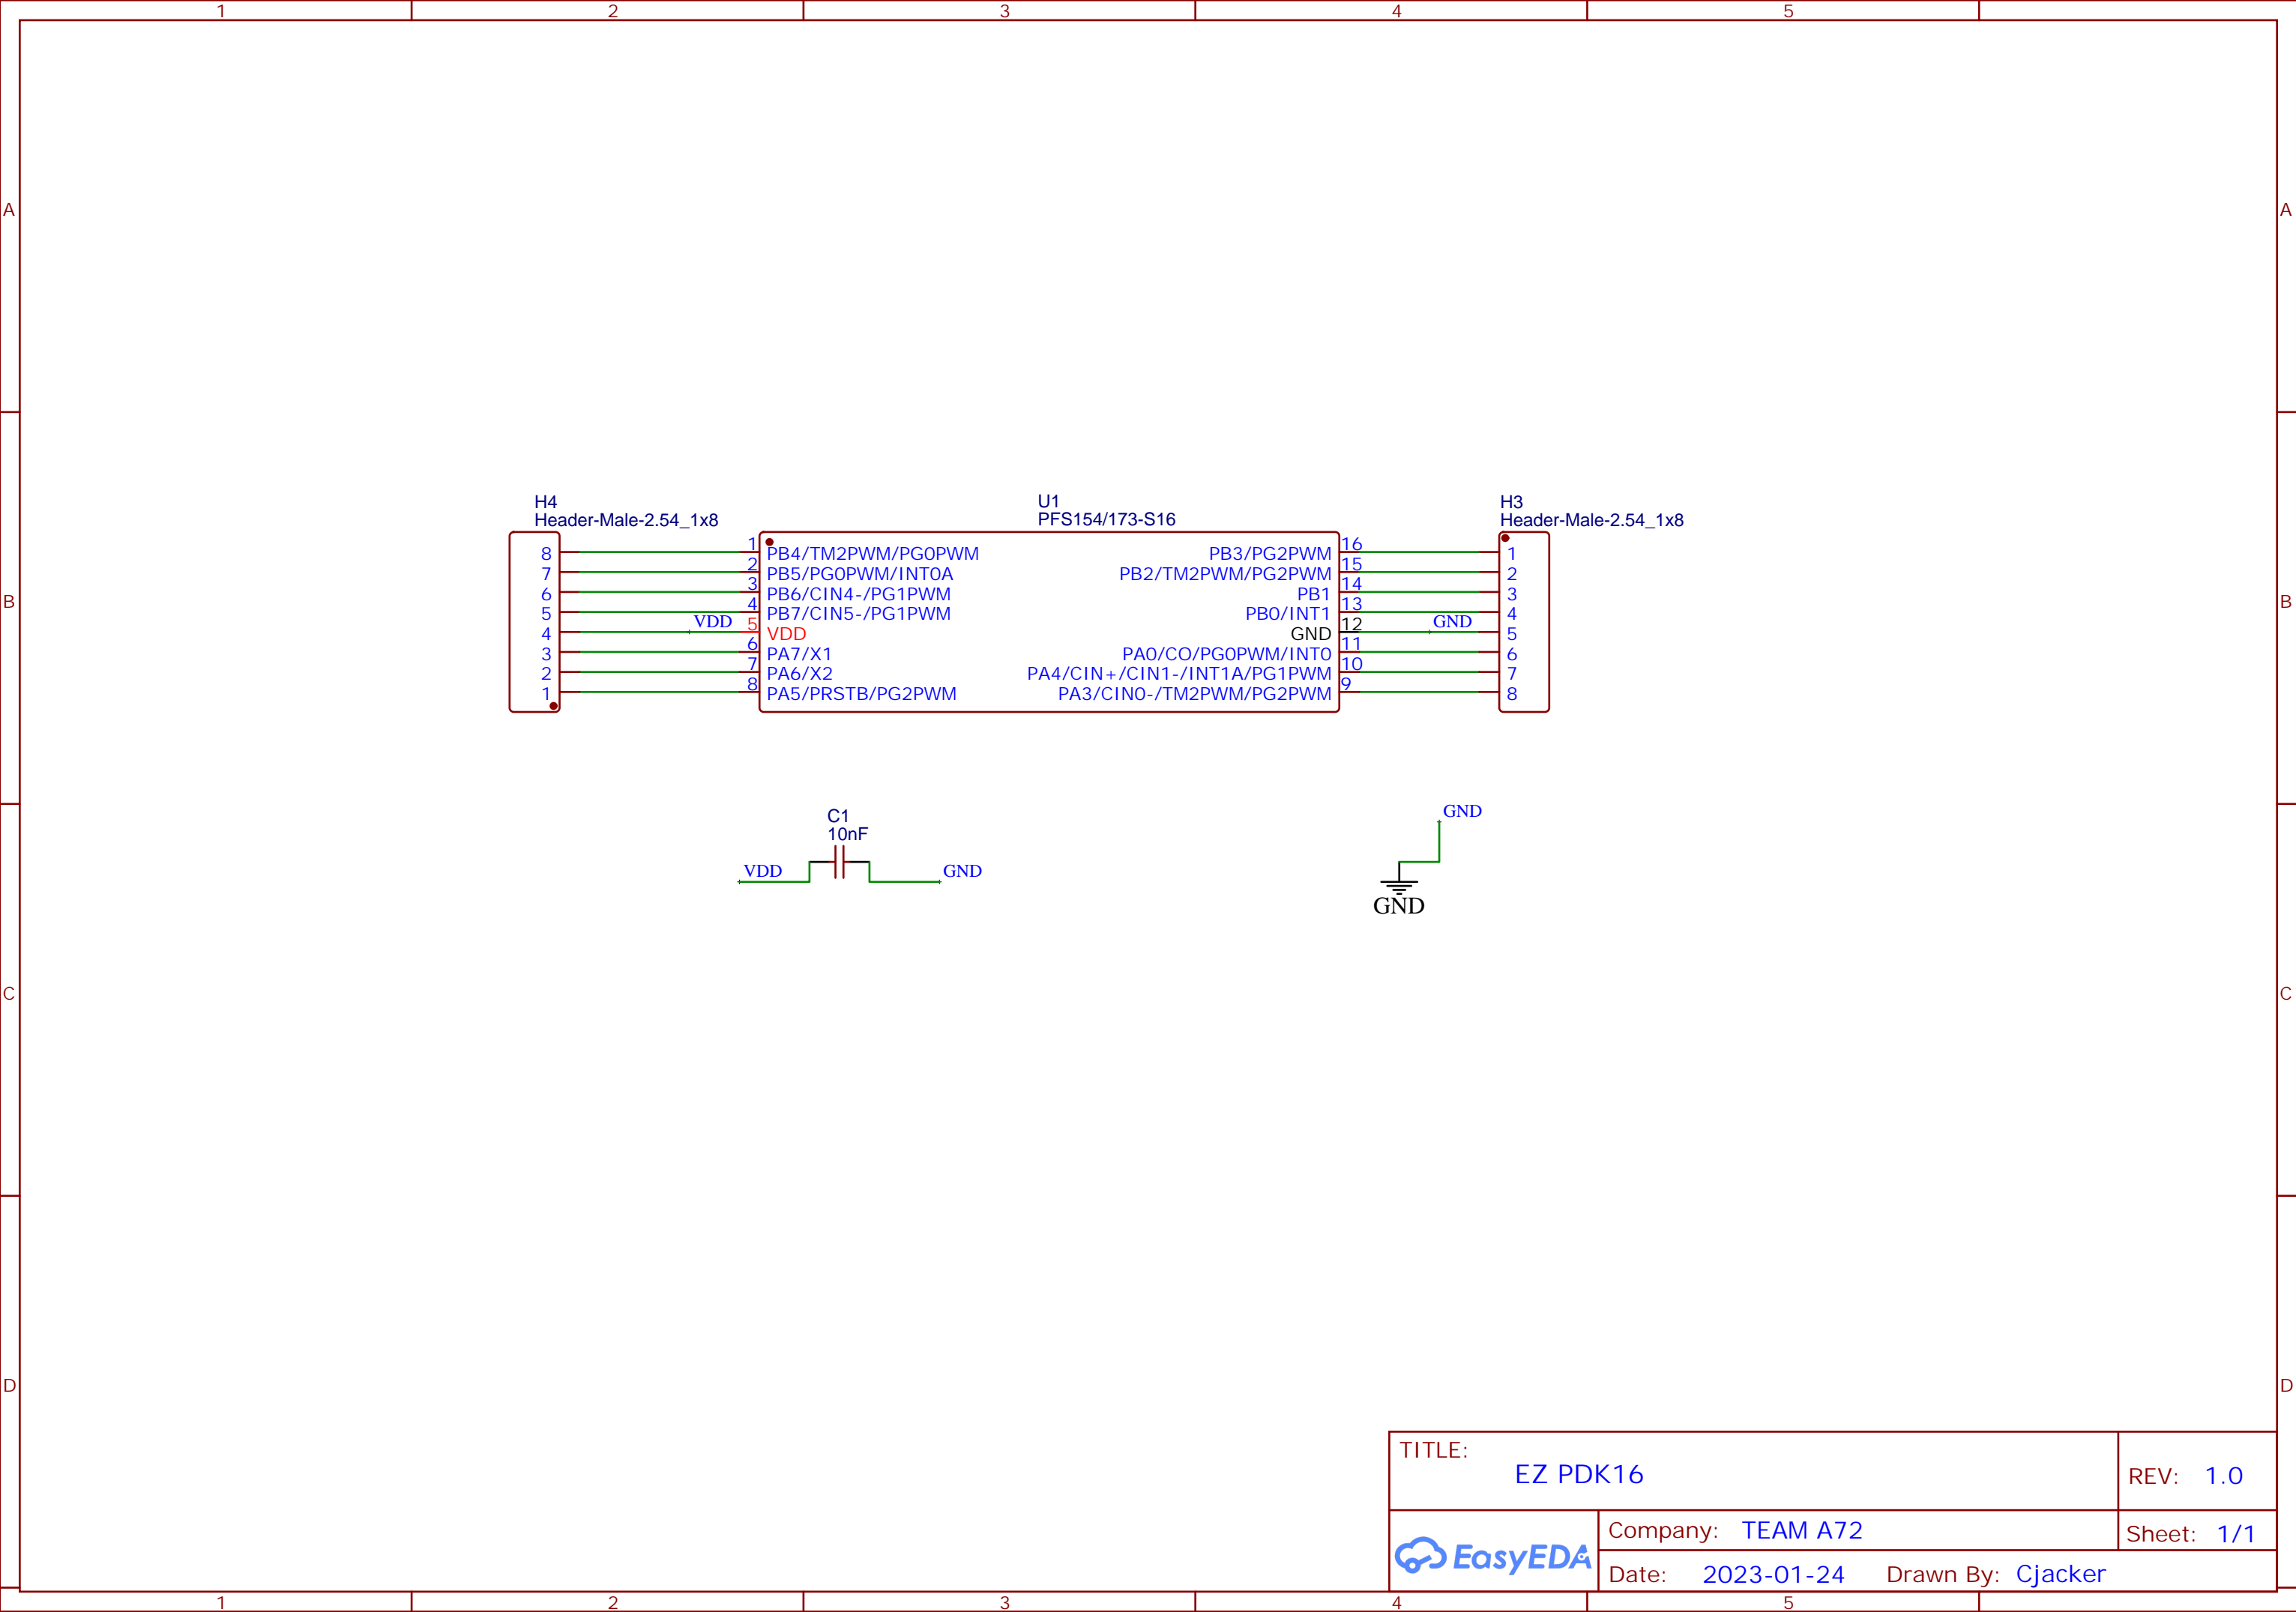 1 2 3 4 5
A A
B B
C C
D D
H4
Header-Male-2.54_1x8
U1
PFS154/173-S16
H3
Header-Male-2.54_1x8
8 1 PB4/TM2PWM/PG0PWM PB3/PG2PWM 16 1
7 2 PB5/PG0PWM/INT0A PB2/TM2PWM/PG2PWM 15 2
6 3 PB6/CIN4-/PG1PWM PB1 14 3
5 4 PB7/CIN5-/PG1PWM PB0/INT1 13 4
4 VDD 5 VDD GND 12 GND 5
3 6 PA7/X1 PA0/CO/PG0PWM/INT0 11 6
2 7 PA6/X2 PA4/CIN+/CIN1-/INT1A/PG1PWM 10 7
1 8 PA5/PRSTB/PG2PWM PA3/CIN0-/TM2PWM/PG2PWM 9 8
C1
10nF
VDD GND
GND
GND
TITLE:
EZ PDK16
REV: 1.0
EasyEDA
Company: TEAM A72
Sheet: 1/1
Date: 2023-01-24 Drawn By: Cjacker
1 2 3 4 5